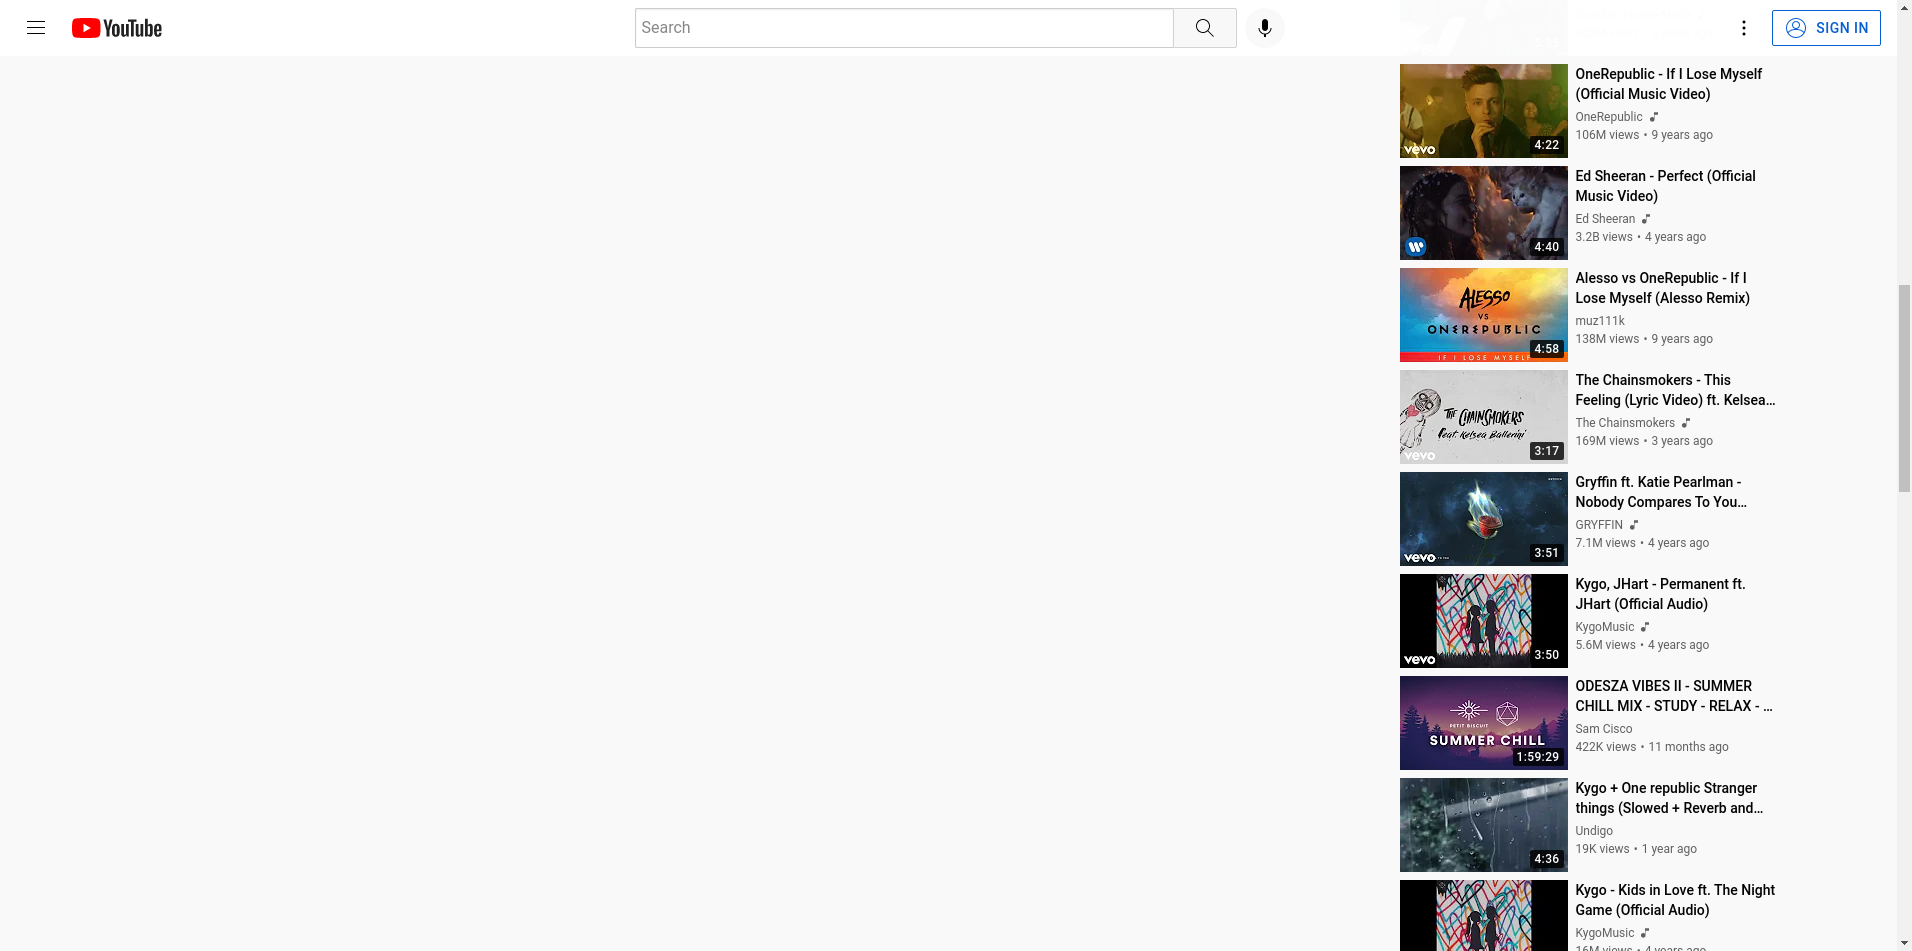 YouTube
Search
SIGN IN
OneRepublic - If I Lose Myself
(Official Music Video)
OneRepublic
106M views • 9 years ago
vevo
4:22
Ed Sheeran - Perfect (Official
Music Video)
Ed Sheeran
3.2B views • 4 years ago
4:40
Alesso vs OneRepublic - If I
Lose Myself (Alesso Remix)
muz111k
138M views • 9 years ago
ALESSO
VS
ONEREPUBLIC
IF I LOSE MYSELF
4:58
The Chainsmokers - This
Feeling (Lyric Video) ft. Kelsea…
The Chainsmokers
169M views • 3 years ago
THE CHAINSMOKERS
feat. Kelsea Ballerini
vevo
3:17
Gryffin ft. Katie Pearlman -
Nobody Compares To You…
GRYFFIN
7.1M views • 4 years ago
vevo
3:51
Kygo, JHart - Permanent ft.
JHart (Official Audio)
KygoMusic
5.6M views • 4 years ago
vevo
3:50
ODESZA VIBES II - SUMMER
CHILL MIX - STUDY - RELAX - …
Sam Cisco
422K views • 11 months ago
PETIT BISCUIT
SUMMER CHILL
1:59:29
Kygo + One republic Stranger
things (Slowed + Reverb and…
Undigo
19K views • 1 year ago
4:36
Kygo - Kids in Love ft. The Night
Game (Official Audio)
KygoMusic
16M views • 4 years ago